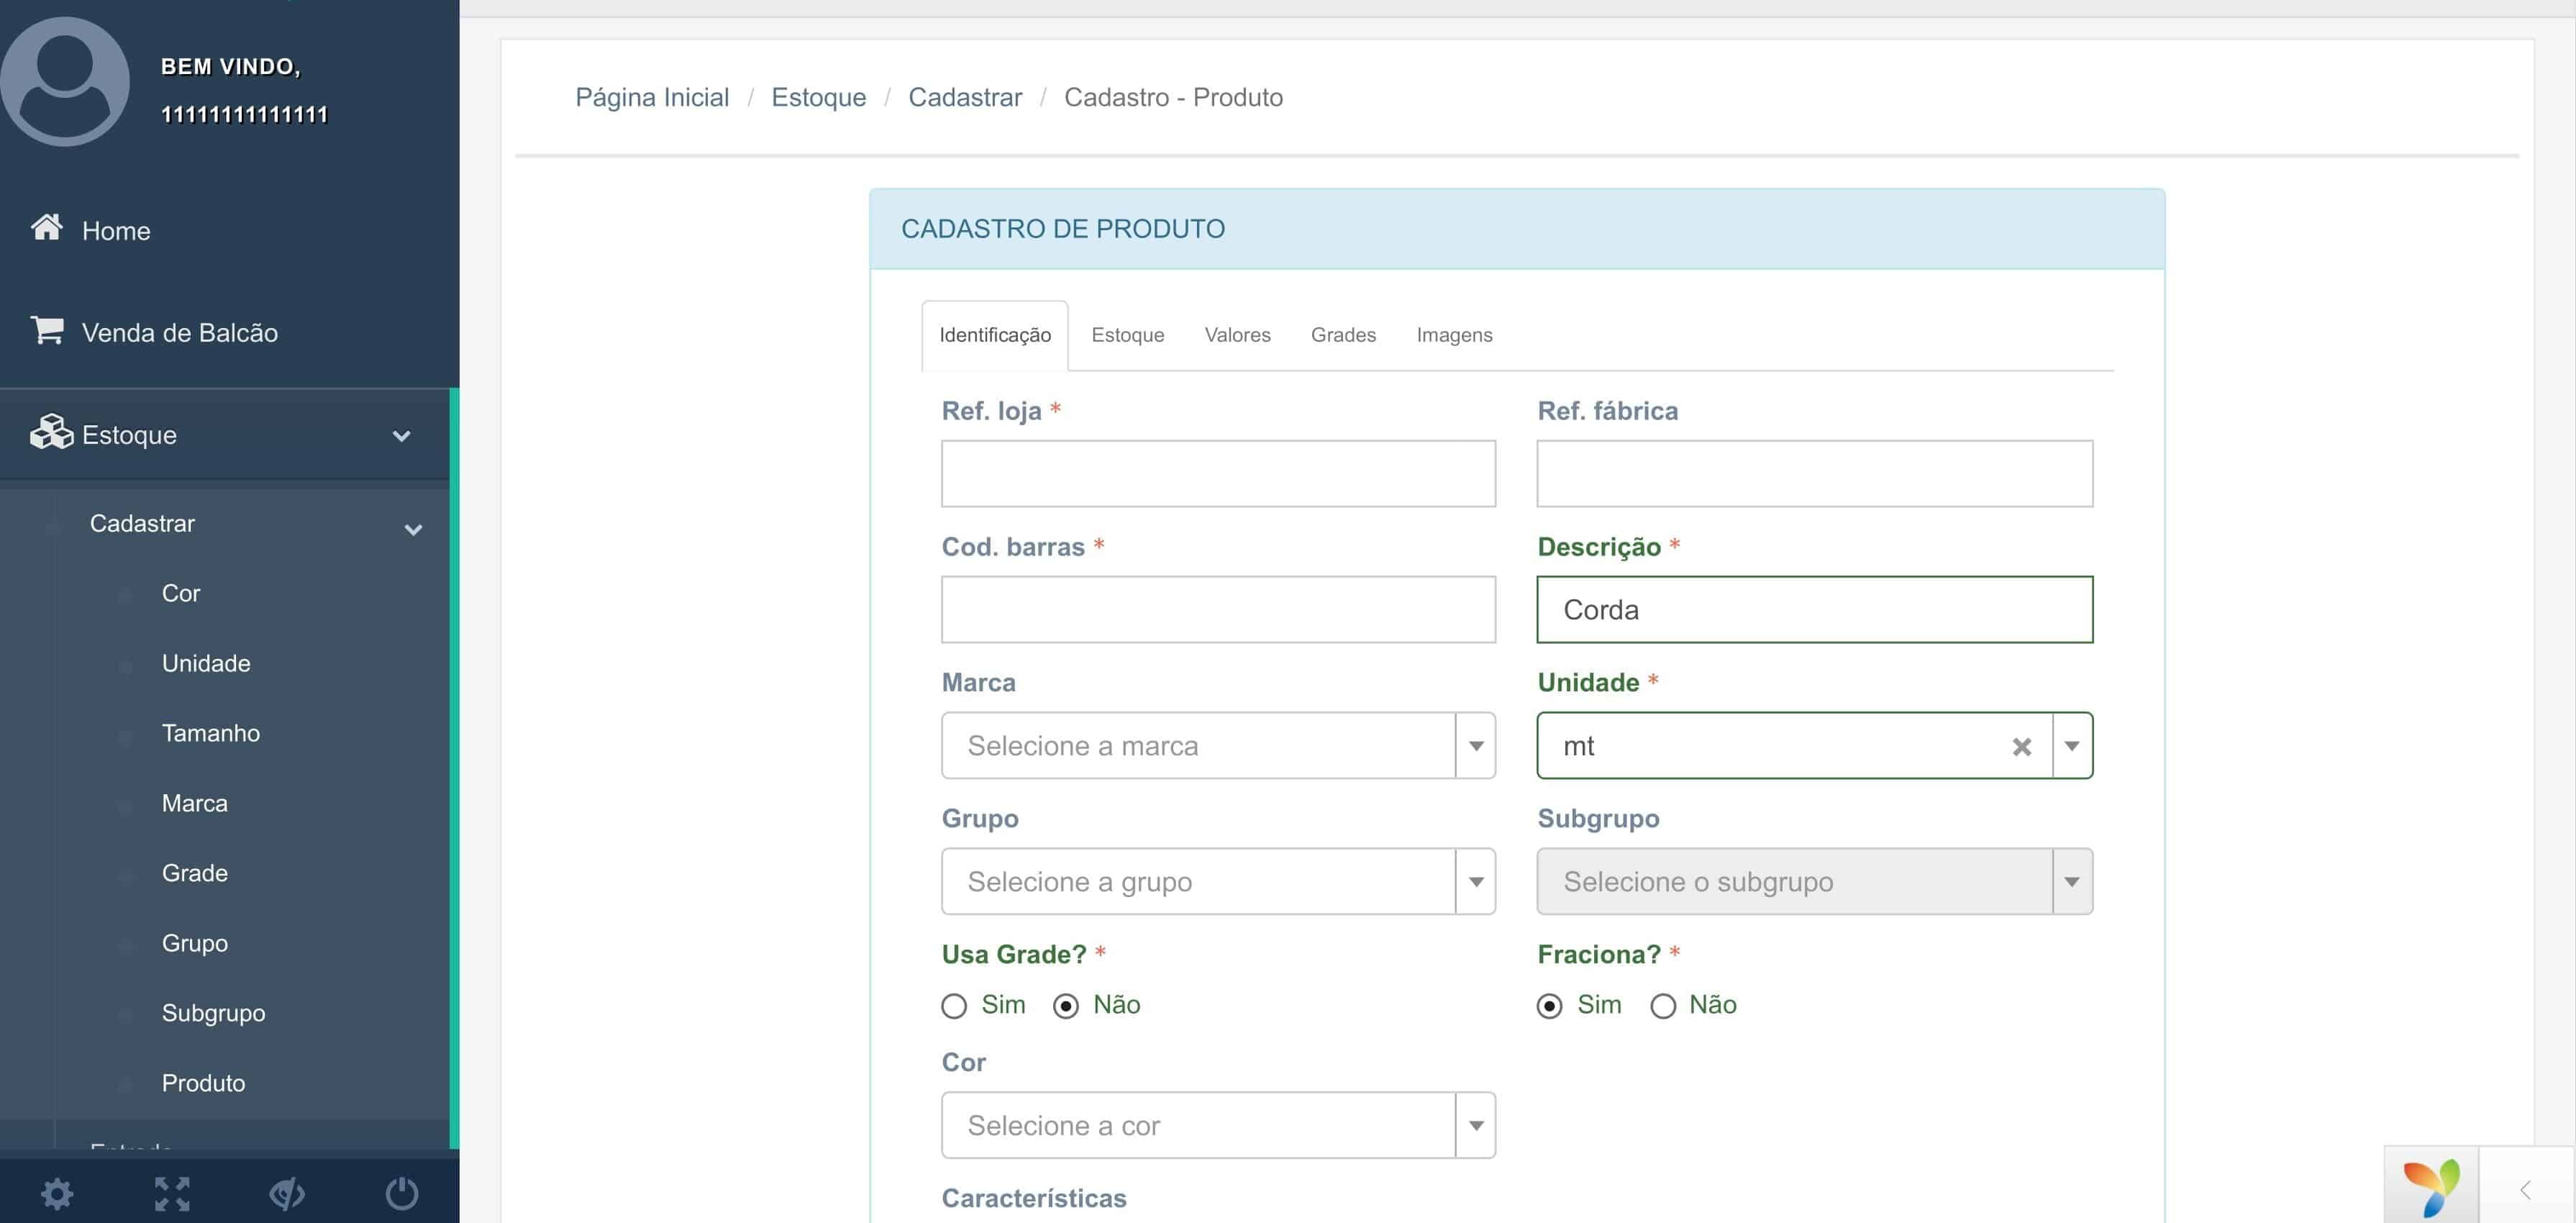 BEM VINDO,
11111111111111
Home
Venda de Balcão
Estoque
Cadastrar
Cor
Unidade
Tamanho
Marca
Grade
Grupo
Subgrupo
Produto
Página Inicial / Estoque / Cadastrar / Cadastro - Produto
CADASTRO DE PRODUTO
Identificação Estoque Valores Grades Imagens
Ref. loja * Ref. fábrica
Cod. barras * Descrição *
Corda
Marca Unidade *
Selecione a marca mt
Grupo Subgrupo
Selecione a grupo Selecione o subgrupo
Usa Grade? * Fraciona? *
Sim Não Sim Não
Cor
Selecione a cor
Características